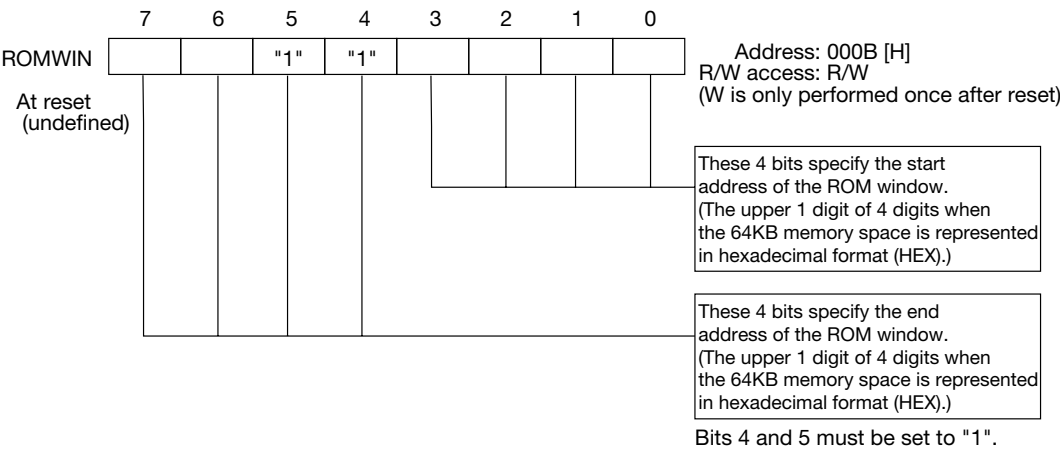 7 6 5 4 3 2 1 0
ROMWIN "1" "1"
Address: 000B [H]
R/W access: R/W
(W is only performed once after reset)
At reset
(undefined)
These 4 bits specify the start
address of the ROM window.
(The upper 1 digit of 4 digits when
the 64KB memory space is represented
in hexadecimal format (HEX).)
These 4 bits specify the end
address of the ROM window.
(The upper 1 digit of 4 digits when
the 64KB memory space is represented
in hexadecimal format (HEX).)
Bits 4 and 5 must be set to "1".